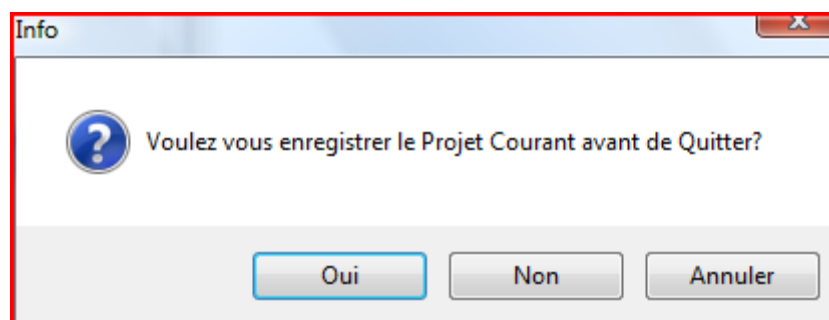 Info
Voulez vous enregistrer le Projet Courant avant de Quitter?
Oui Non Annuler